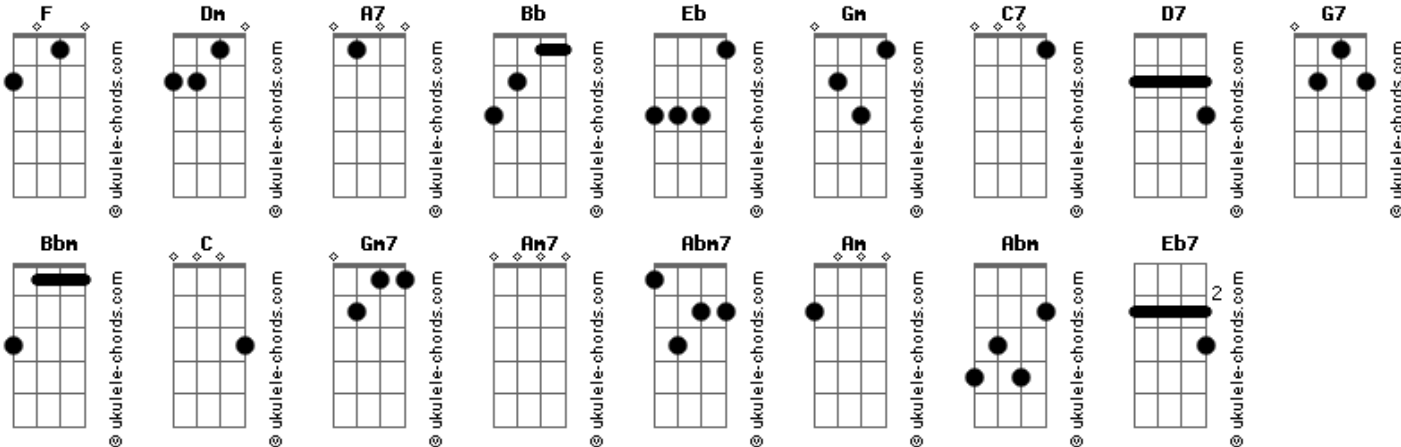 F Dm A7 Bb Eb Gm C7 D7 G7
© ukulele-chords.com © ukulele-chords.com © ukulele-chords.com © ukulele-chords.com © ukulele-chords.com © ukulele-chords.com © ukulele-chords.com © ukulele-chords.com © ukulele-chords.com
Bbm C Gm7 Am7 Abm7 Am Abm Eb7
2
© ukulele-chords.com © ukulele-chords.com © ukulele-chords.com © ukulele-chords.com © ukulele-chords.com © ukulele-chords.com © ukulele-chords.com © ukulele-chords.com